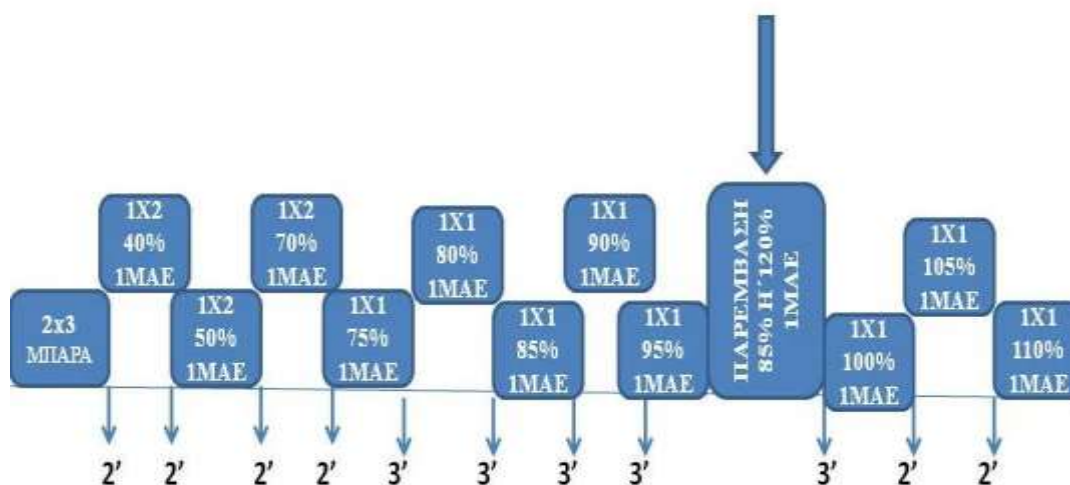 2x3
ΜΠΑΡΑ
1X2
40%
1ΜΑΕ
1X2
50%
1ΜΑΕ
1X2
70%
1ΜΑΕ
1X1
75%
1ΜΑΕ
1X1
80%
1ΜΑΕ
1X1
85%
1ΜΑΕ
1X1
90%
1ΜΑΕ
1X1
95%
1ΜΑΕ
ΠΑΡΕΜΒΑΣΗ
85% Η΄120%
1ΜΑΕ
1X1
100%
1ΜΑΕ
1X1
105%
1ΜΑΕ
1X1
110%
1ΜΑΕ
2’ 2’ 2’ 2’ 3’ 3’ 3’ 3’ 3’ 2’ 2’